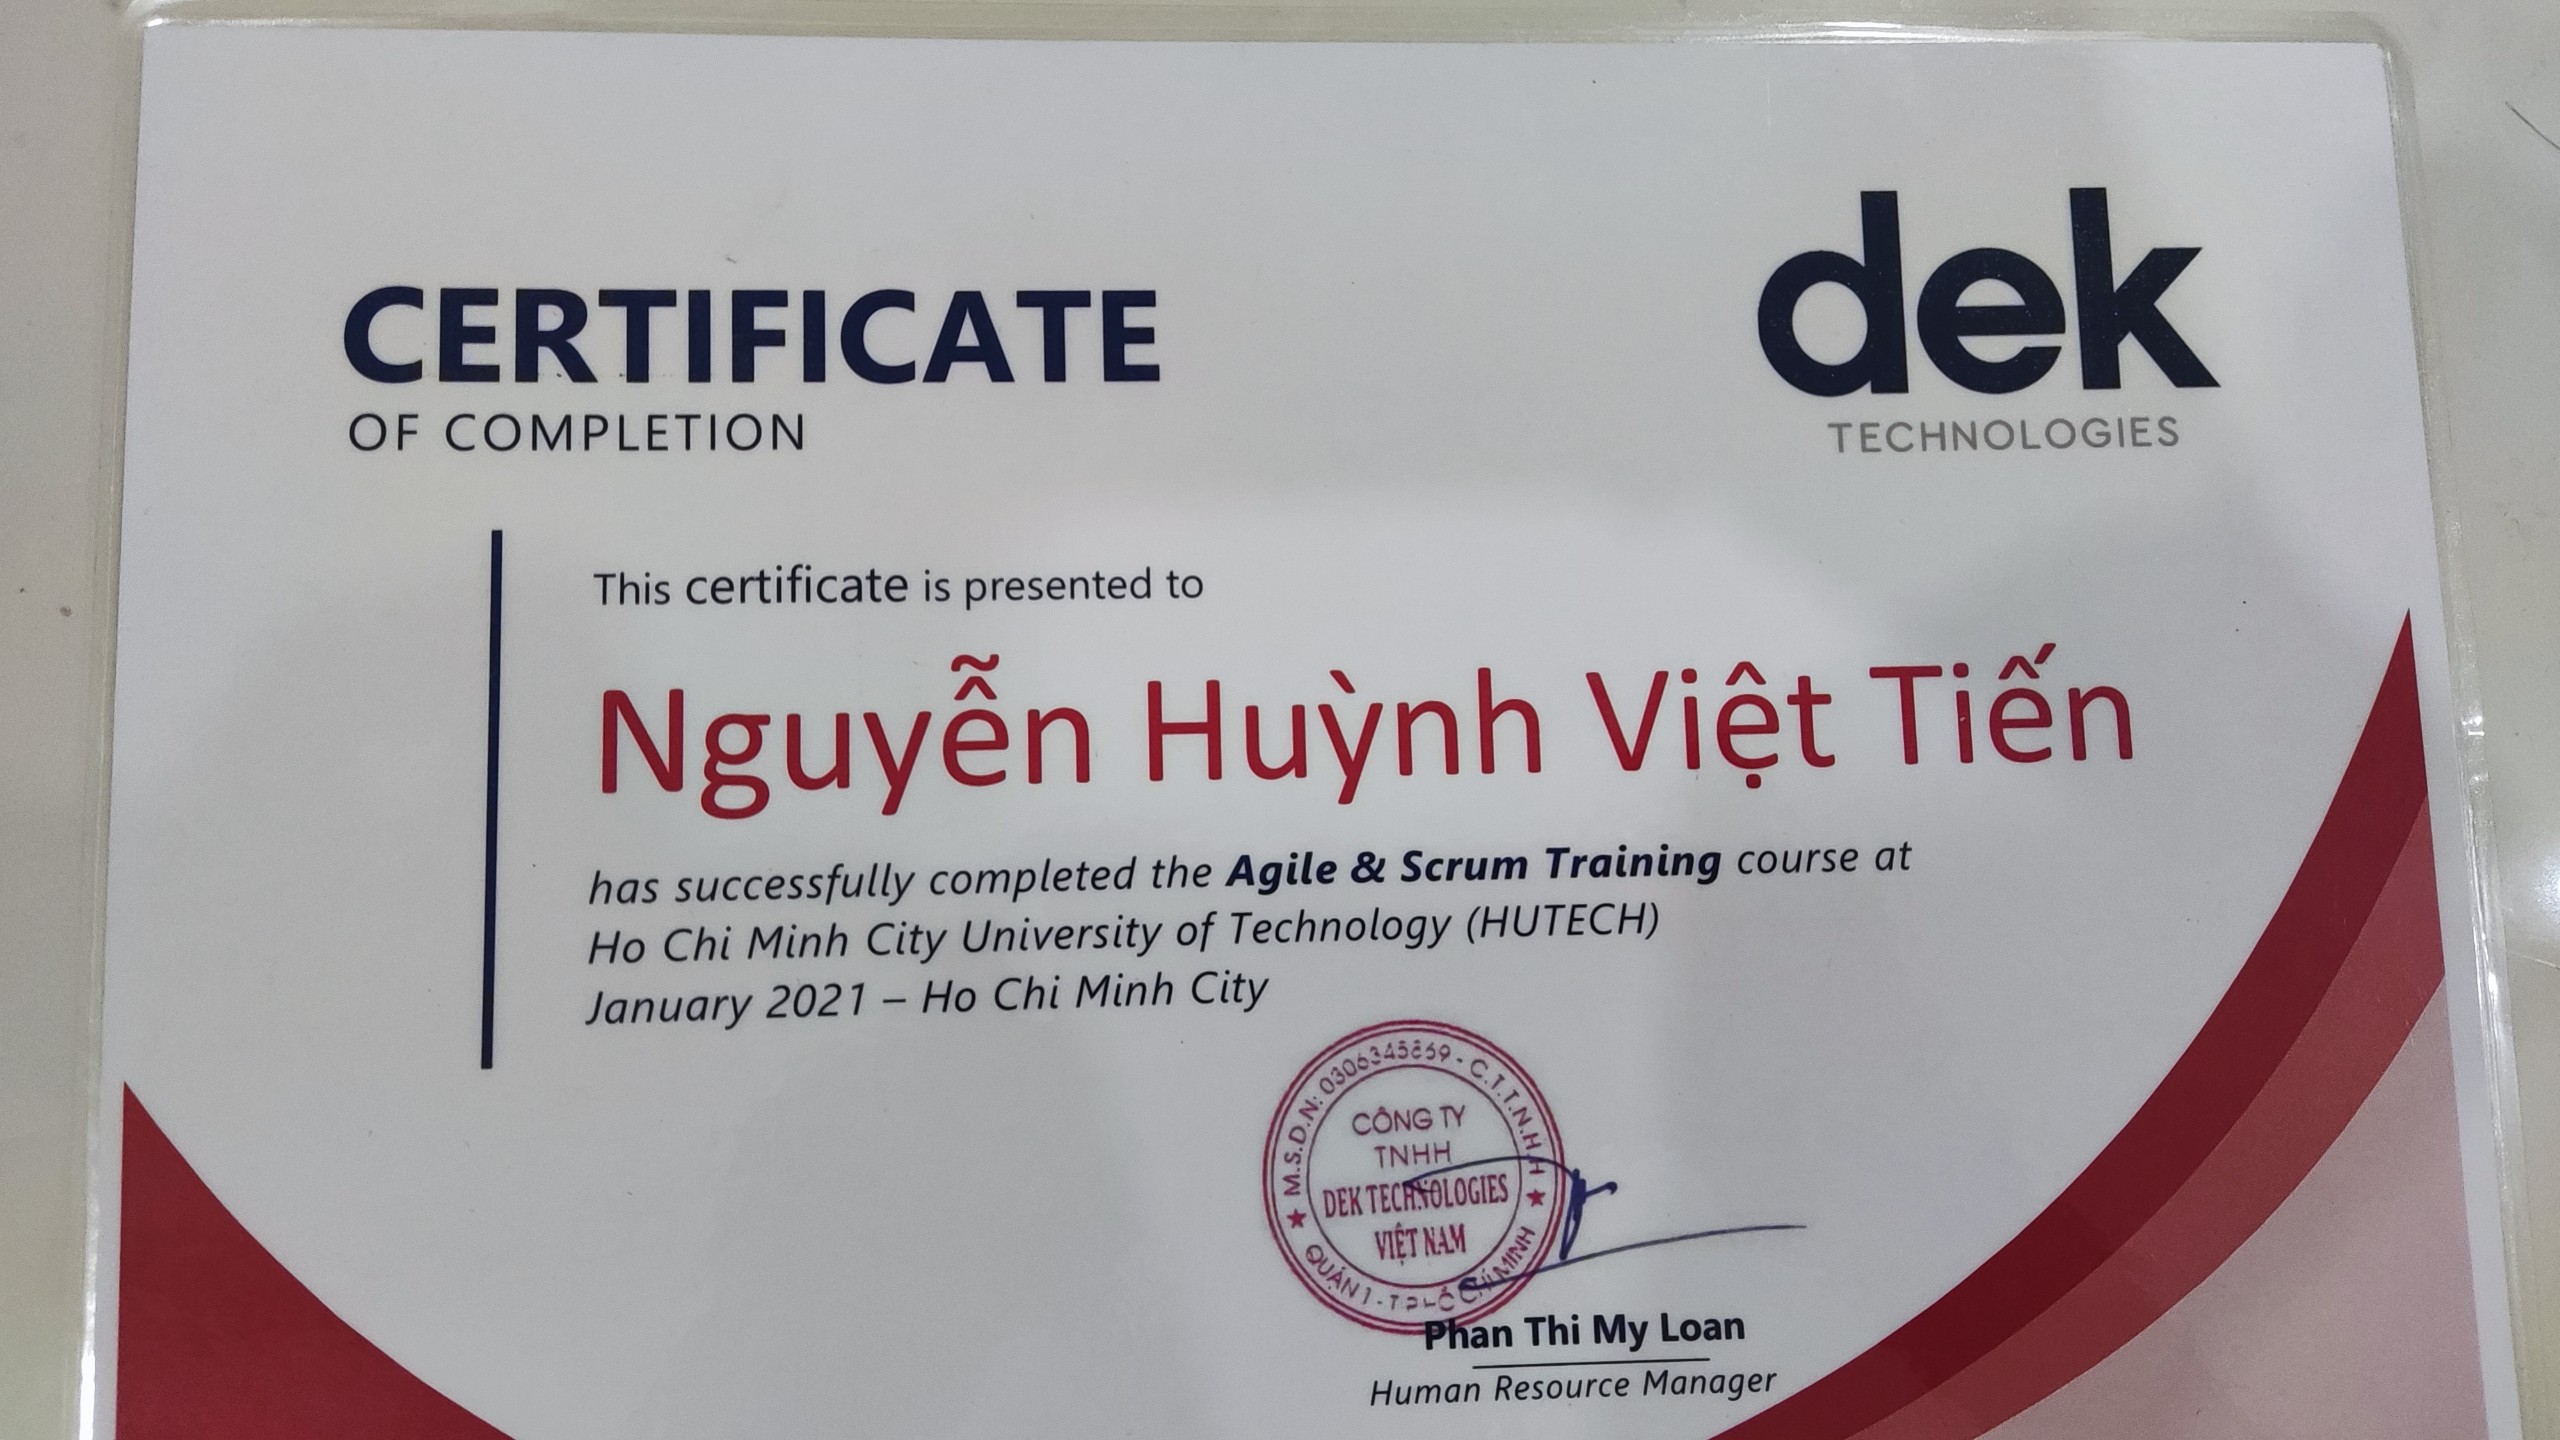 CERTIFICATE
OF COMPLETION
dek
TECHNOLOGIES
This certificate is presented to
Nguyễn Huỳnh Việt Tiến
has successfully completed the Agile & Scrum Training course at
Ho Chi Minh City University of Technology (HUTECH)
January 2021 – Ho Chi Minh City
M.S.D.N: 0306345869 - C.T.T.N.H.H
CÔNG TY
TNHH
DEK TECHNOLOGIES
VIỆT NAM
QUẬN 1 - T.P HỒ CHÍ MINH
Phan Thi My Loan
Human Resource Manager